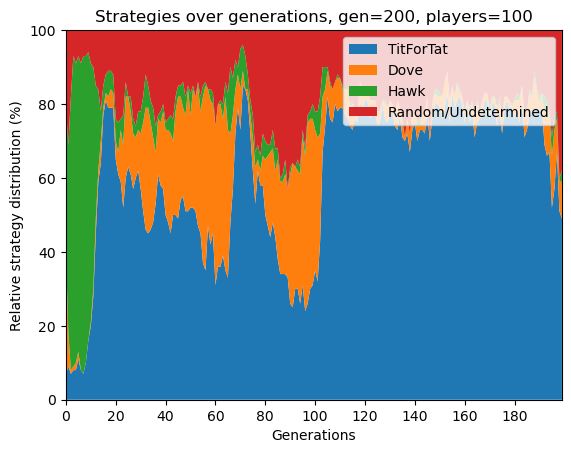 Strategies over generations, gen=200, players=100
TitForTat
Dove
Hawk
Random/Undetermined
Relative strategy distribution (%)
100
80
60
40
20
0
0 20 40 60 80 100 120 140 160 180
Generations